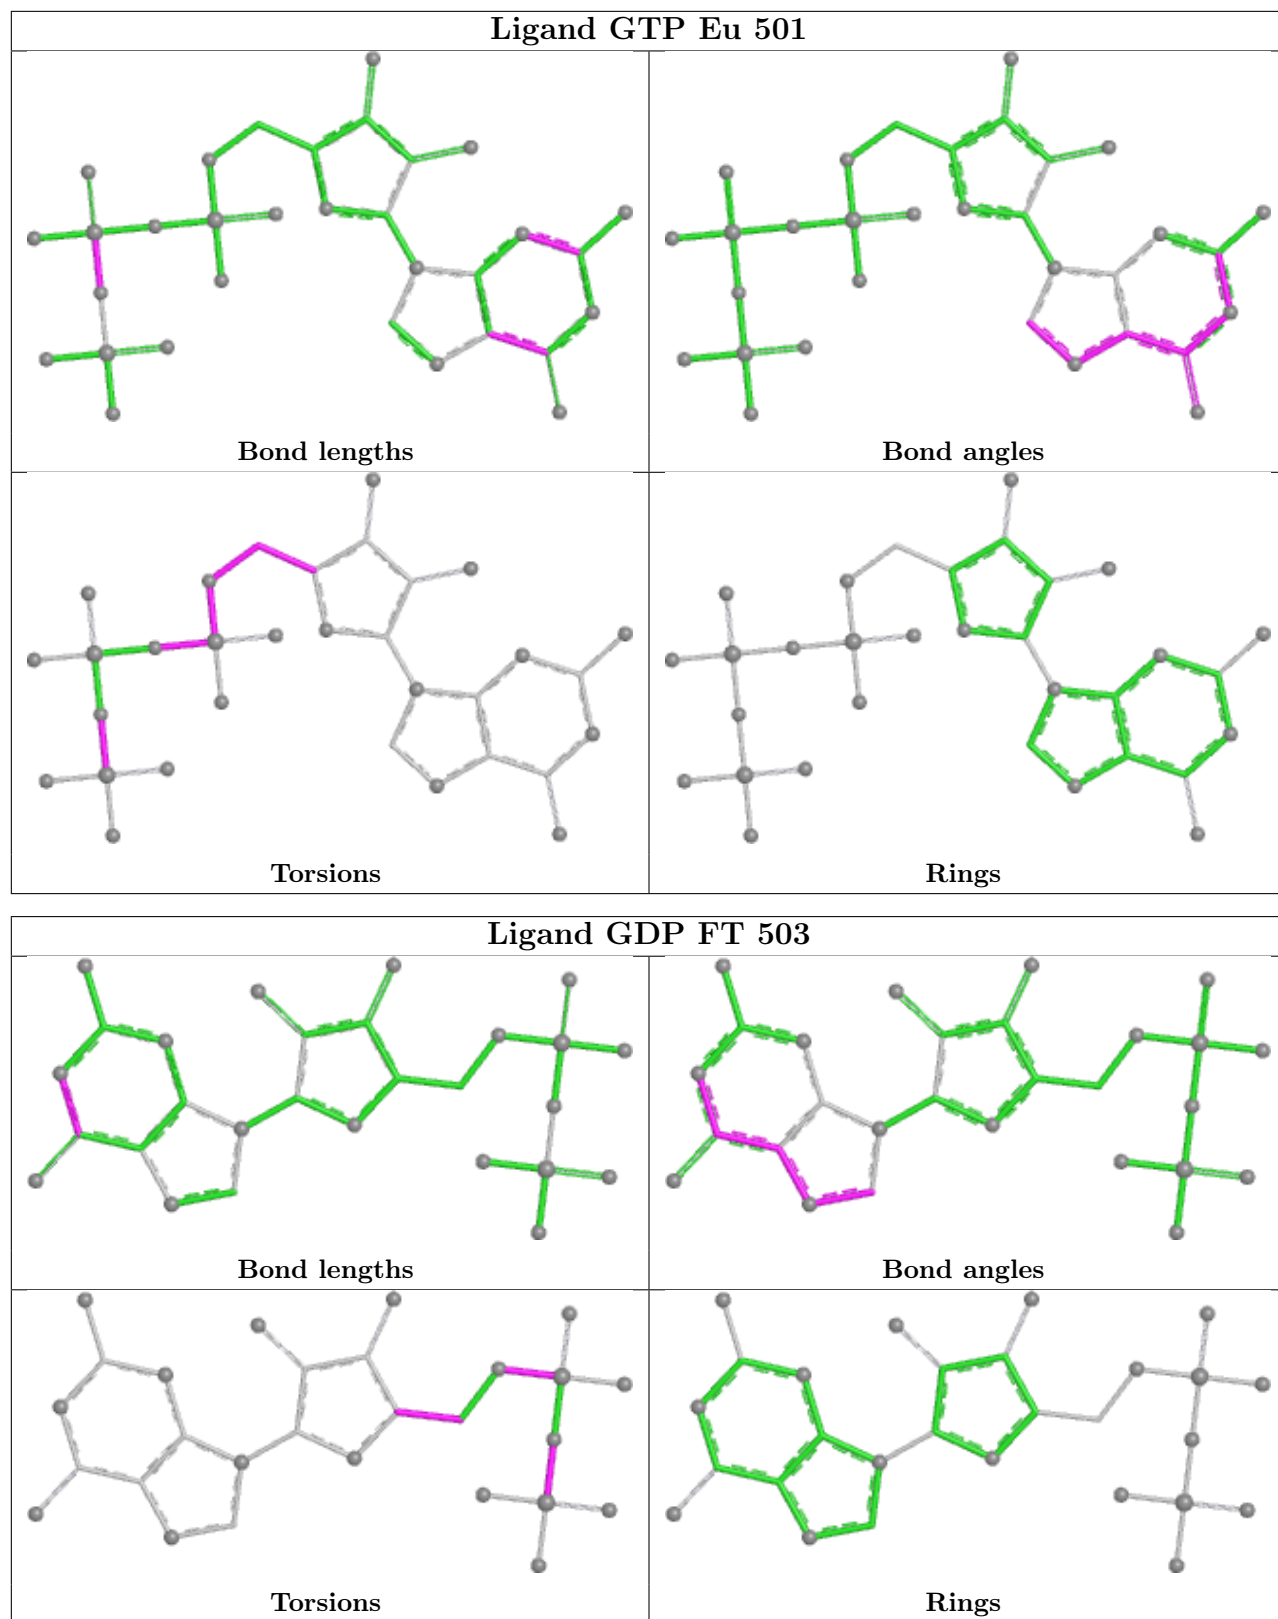 Ligand GTP Eu 501
Bond lengths
Bond angles
Torsions
Rings
Ligand GDP FT 503
Bond lengths
Bond angles
Torsions
Rings